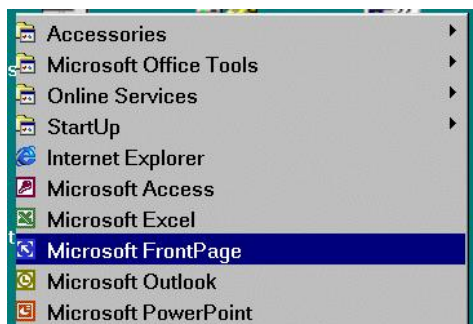 Accessories
Microsoft Office Tools
Online Services
StartUp
Internet Explorer
Microsoft Access
Microsoft Excel
Microsoft FrontPage
Microsoft Outlook
Microsoft PowerPoint